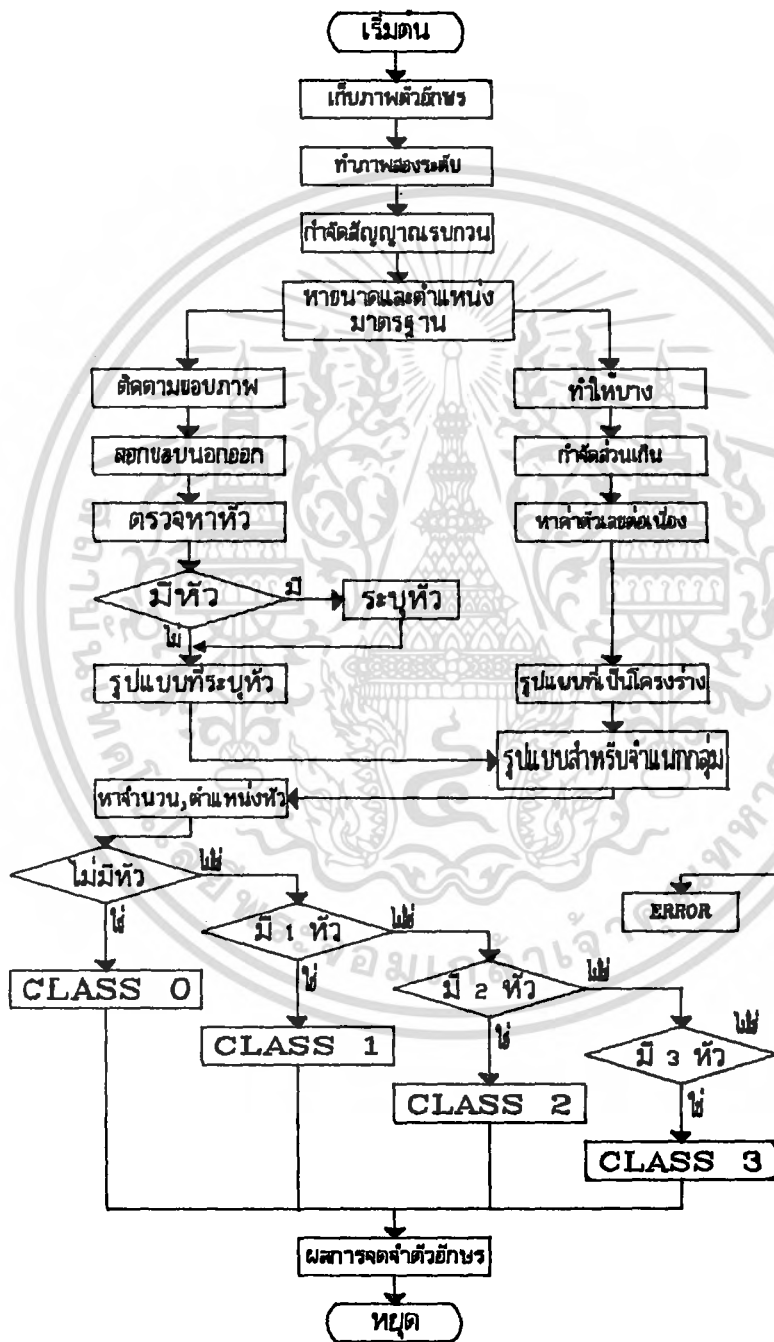 เริ่มต้น
เก็บภาพตัวอักษร
ทำภาพสองระดับ
กำจัดสัญญาณรบกวน
หาขนาดและตำแหน่ง
มาตรฐาน
ติดตามขอบภาพ
ลอกขอบนอกออก
ตรวจหาหัว
มีหัว
มี
ระบุหัว
ไม่
รูปแบบที่ระบุหัว
ทำให้บาง
กำจัดส่วนเกิน
หาค่าตัวเลขต่อเนื่อง
รูปแบบที่เป็นโครงร่าง
รูปแบบสำหรับจำแนกกลุ่ม
หาจำนวน,ตำแหน่งหัว
ไม่มีหัว
ไม่ใช่
ใช่
CLASS 0
มี 1 หัว
ไม่ใช่
ใช่
CLASS 1
มี 2 หัว
ไม่ใช่
ใช่
CLASS 2
มี 3 หัว
ไม่ใช่
ใช่
CLASS 3
ERROR
ผลการจดจำตัวอักษร
หยุด